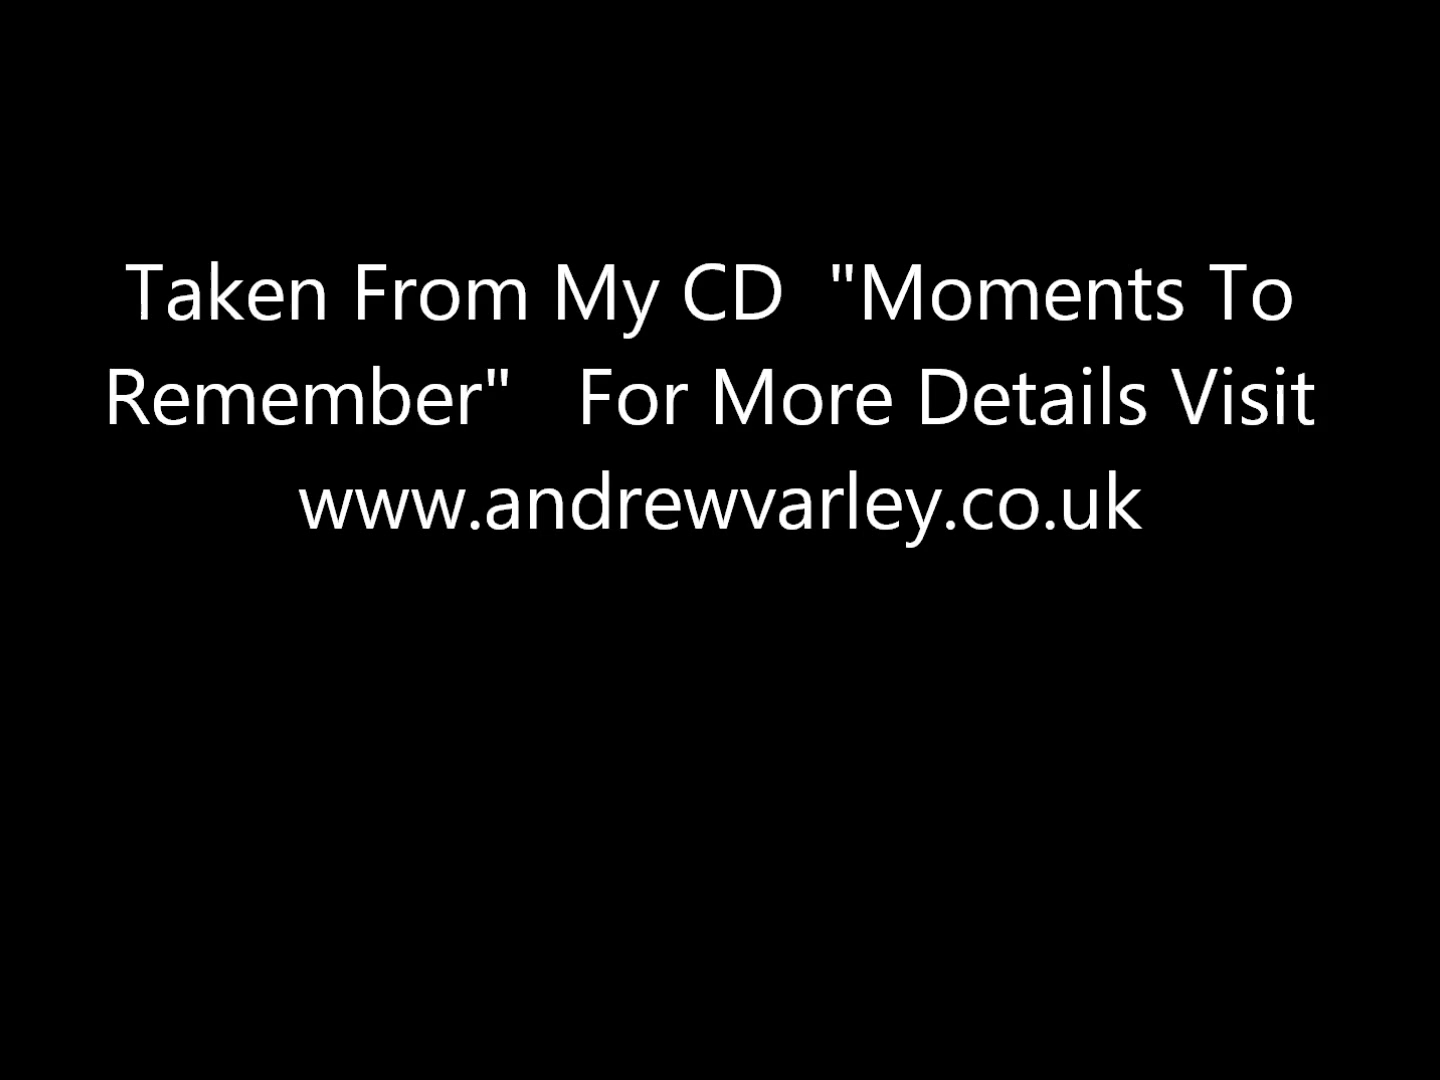 Taken From My CD  "Moments To
Remember"   For More Details Visit
www.andrewvarley.co.uk